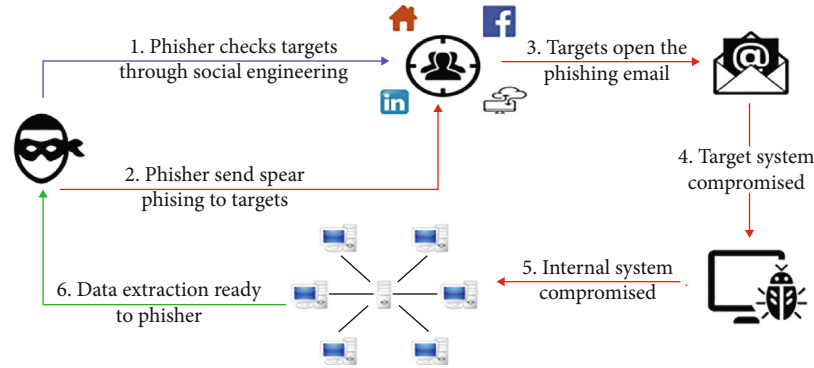 1. Phisher checks targets
through social engineering
3. Targets open the
phishing email
2. Phisher send spear
phising to targets
4. Target system
compromised
5. Internal system
compromised
6. Data extraction ready
to phisher
f
in
@